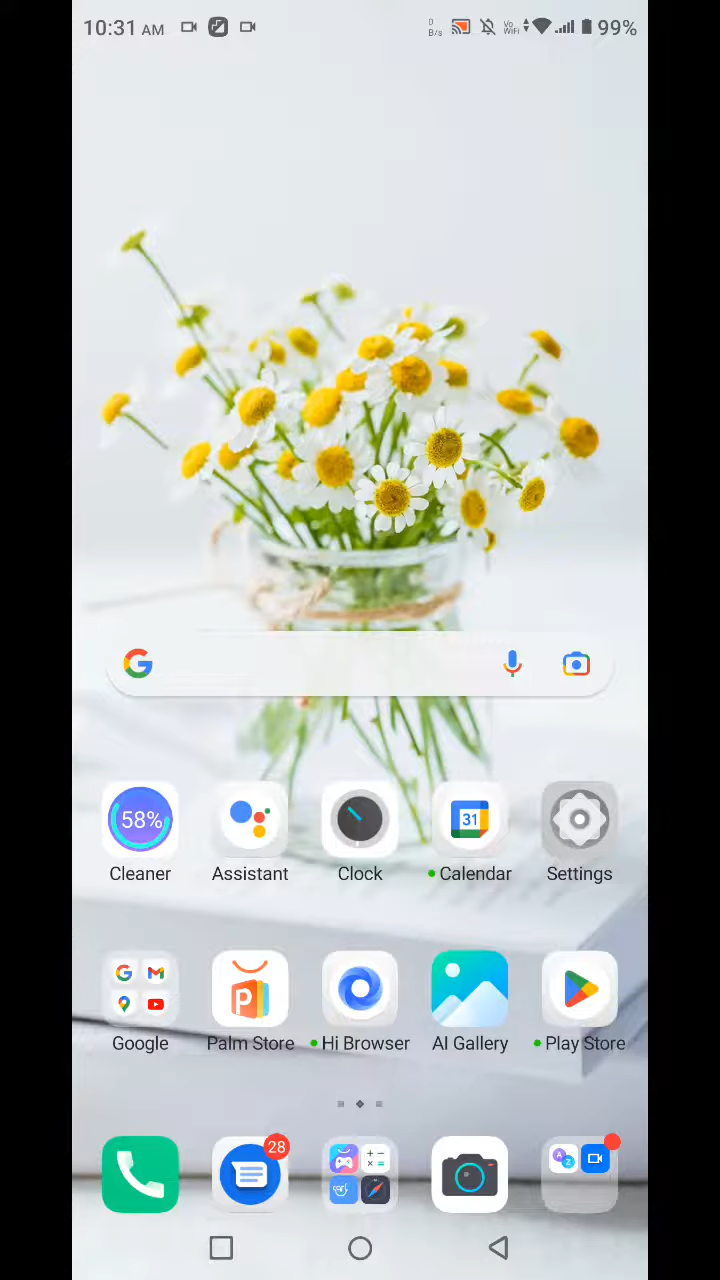 10:31 AM
0
B/s
Vo
WiFi
99%
58%
31
Cleaner
Assistant
Clock
Calendar
Settings
Google
Palm Store
Hi Browser
AI Gallery
Play Store
28